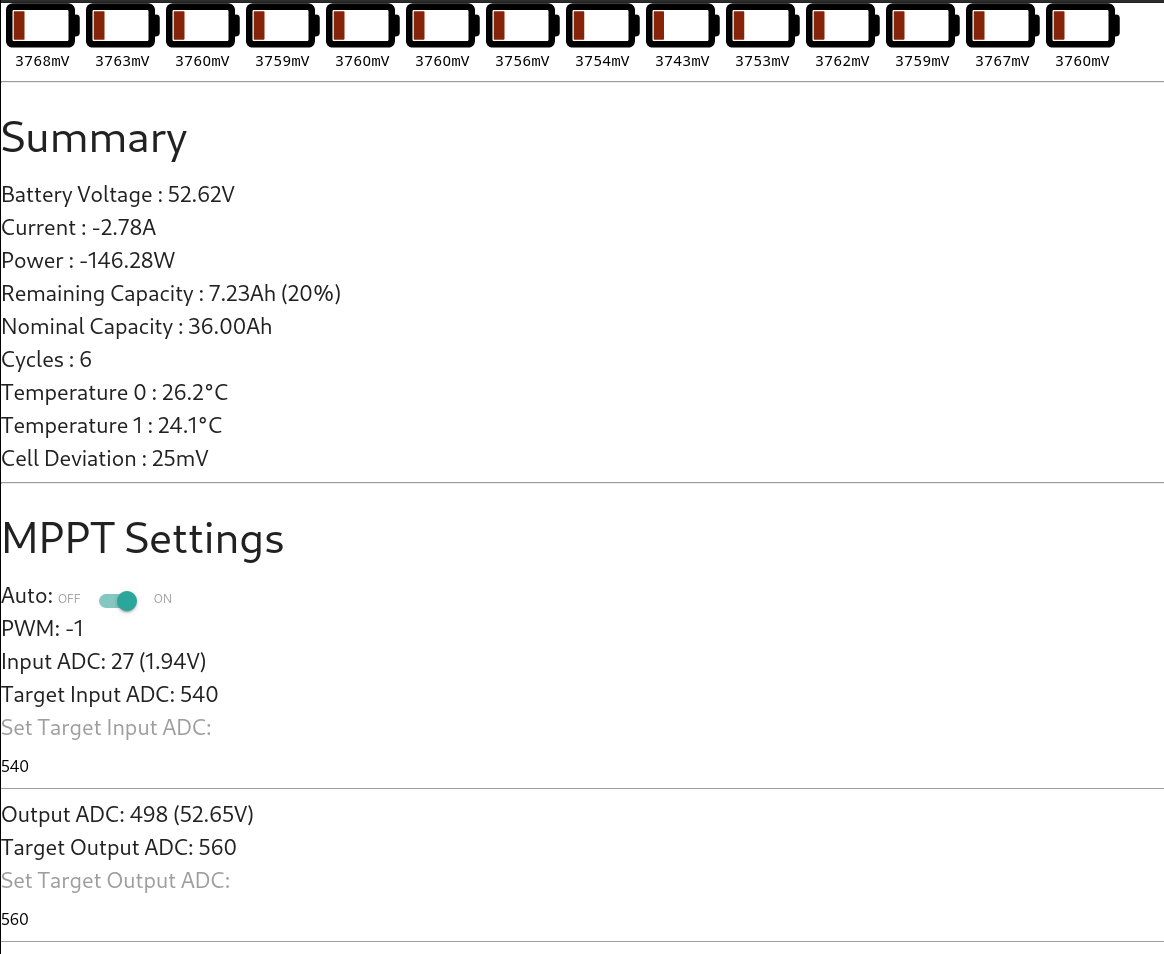 3768mV 3763mV 3760mV 3759mV 3760mV 3760mV 3756mV 3754mV 3743mV 3753mV 3762mV 3759mV 3767mV 3760mV
Summary
Battery Voltage : 52.62V
Current : -2.78A
Power : -146.28W
Remaining Capacity : 7.23Ah (20%)
Nominal Capacity : 36.00Ah
Cycles : 6
Temperature 0 : 26.2°C
Temperature 1 : 24.1°C
Cell Deviation : 25mV
MPPT Settings
Auto: OFF ON
PWM: -1
Input ADC: 27 (1.94V)
Target Input ADC: 540
Set Target Input ADC:
540
Output ADC: 498 (52.65V)
Target Output ADC: 560
Set Target Output ADC:
560